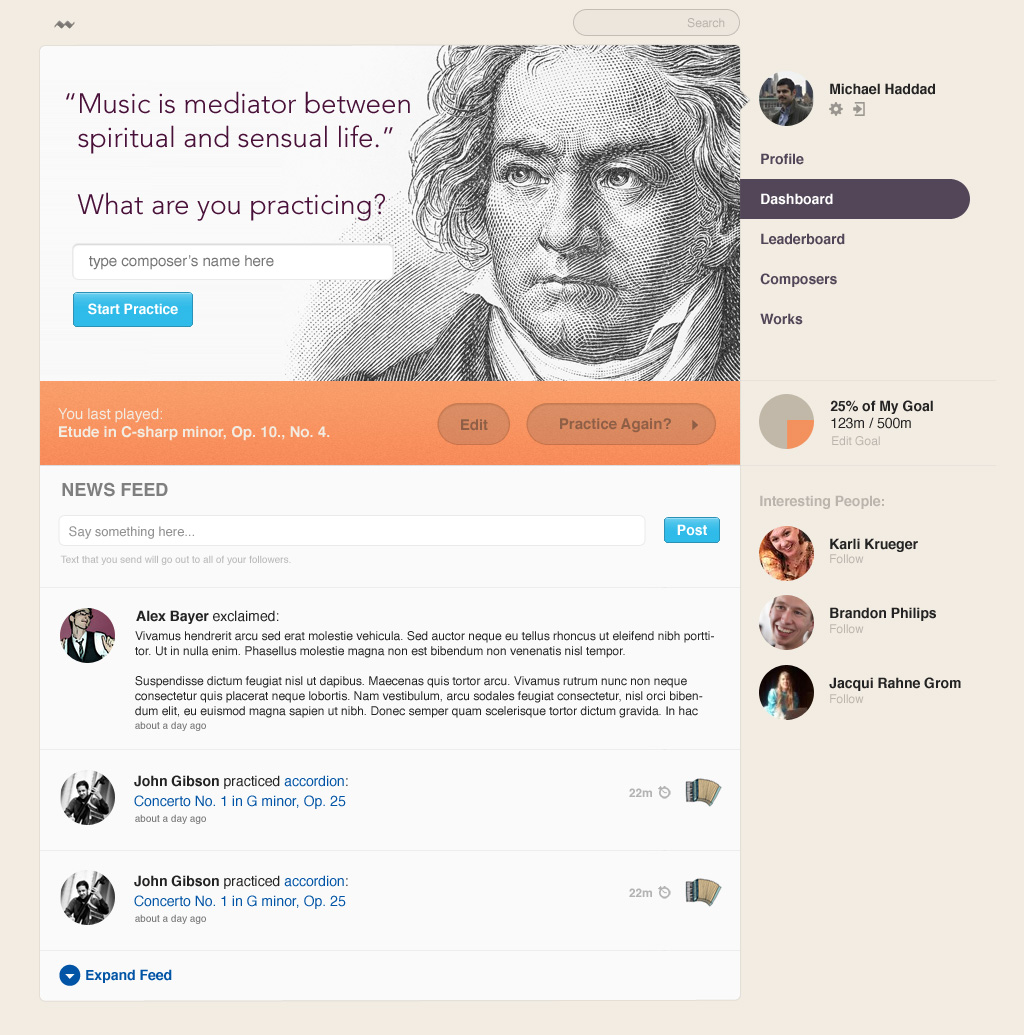 Search
“Music is mediator between
spiritual and sensual life.”
What are you practicing?
type composer's name here
Start Practice
You last played:
Etude in C-sharp minor, Op. 10., No. 4.
Edit
Practice Again?
NEWS FEED
Say something here...
Post
Text that you send will go out to all of your followers.
Alex Bayer exclaimed:
Vivamus hendrerit arcu sed erat molestie vehicula. Sed auctor neque eu tellus rhoncus ut eleifend nibh portti-
tor. Ut in nulla enim. Phasellus molestie magna non est bibendum non venenatis nisl tempor.
Suspendisse dictum feugiat nisl ut dapibus. Maecenas quis tortor arcu. Vivamus rutrum nunc non neque
consectetur quis placerat neque lobortis. Nam vestibulum, arcu sodales feugiat consectetur, nisl orci biben-
dum elit, eu euismod magna sapien ut nibh. Donec semper quam scelerisque tortor dictum gravida. In hac
about a day ago
John Gibson practiced accordion:
Concerto No. 1 in G minor, Op. 25
about a day ago
22m
John Gibson practiced accordion:
Concerto No. 1 in G minor, Op. 25
about a day ago
22m
Expand Feed
Michael Haddad
Profile
Dashboard
Leaderboard
Composers
Works
25% of My Goal
123m / 500m
Edit Goal
Interesting People:
Karli Krueger
Follow
Brandon Philips
Follow
Jacqui Rahne Grom
Follow